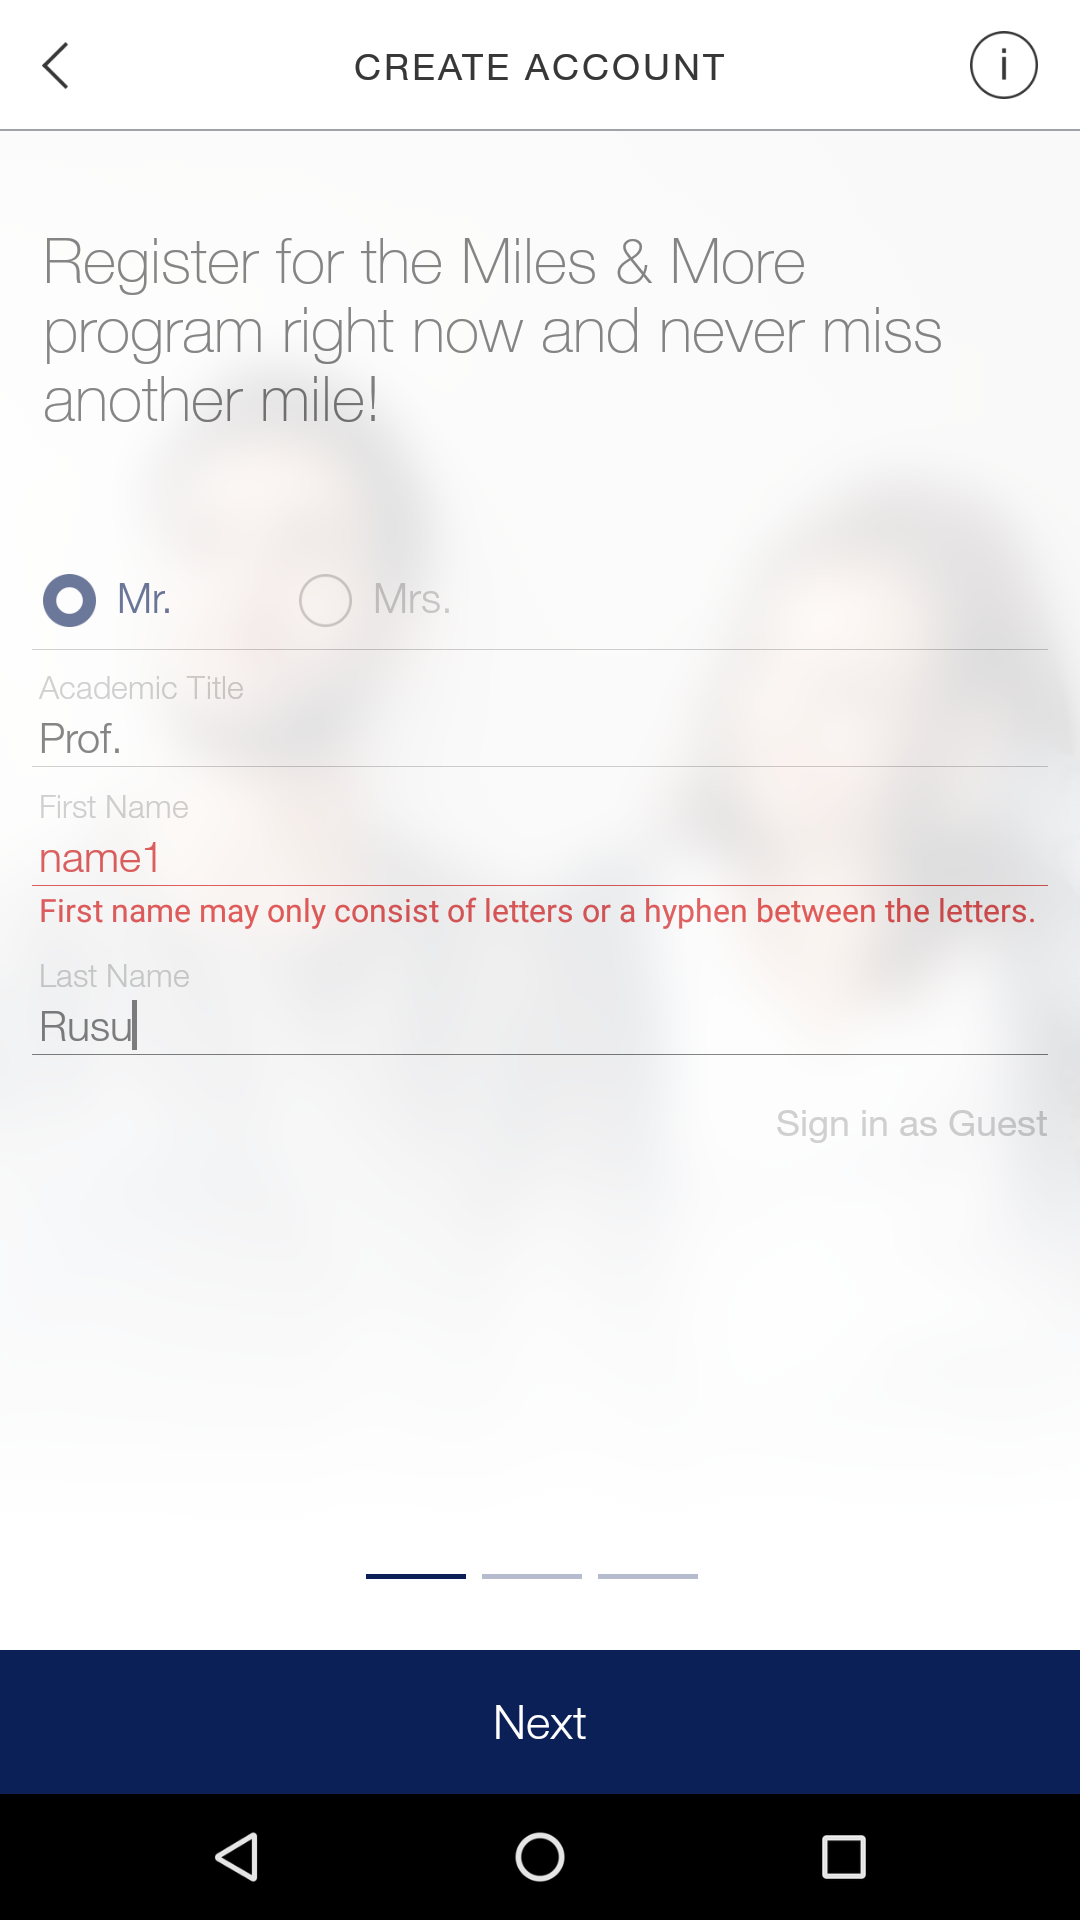 CREATE ACCOUNT
Register for the Miles & More
program right now and never miss
another mile!
Mr. Mrs.
Academic Title
Prof.
First Name
name1
First name may only consist of letters or a hyphen between the letters.
Last Name
Rusu
Sign in as Guest
Next